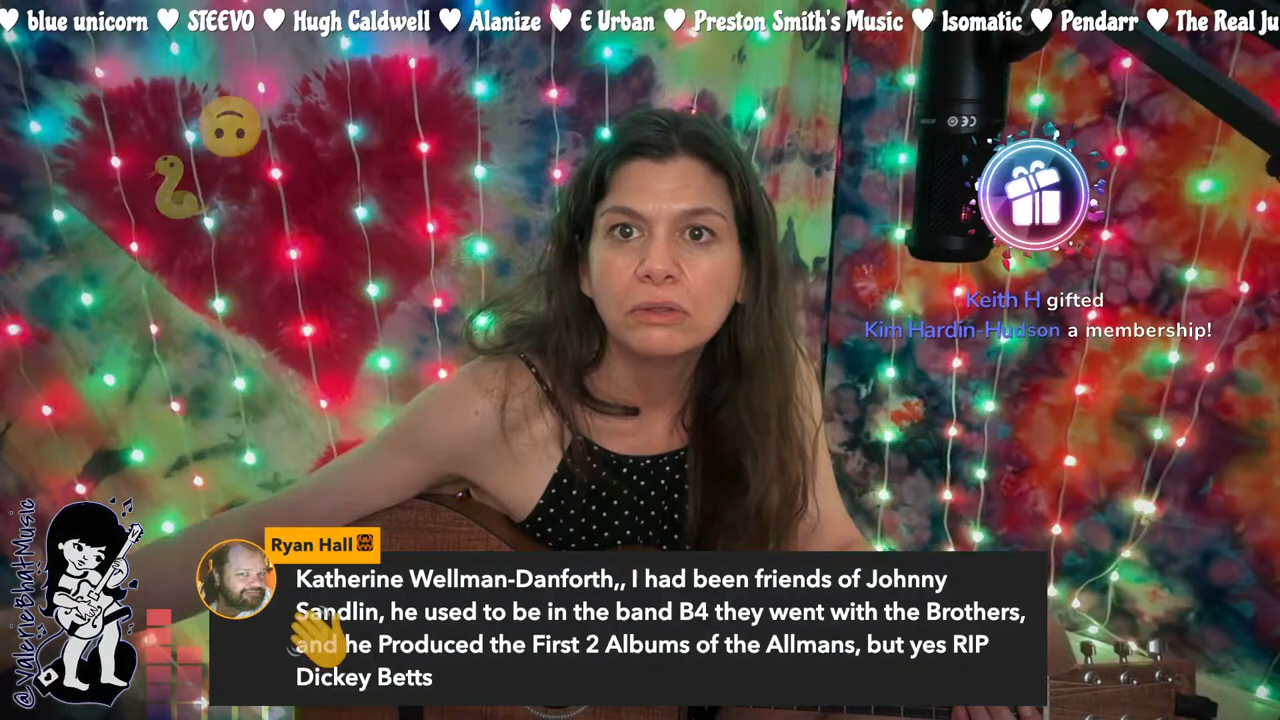 ♥ blue unicorn ♥ STEEVO ♥ Hugh Caldwell ♥ Alanize ♥ E Urban ♥ Preston Smith's Music ♥ Isomatic ♥ Pendarr ♥ The Real Ju
Keith H gifted
Kim Hardin-Hudson a membership!
Ryan Hall
Katherine Wellman-Danforth,, I had been friends of Johnny
Sandlin, he used to be in the band B4 they went with the Brothers,
and he Produced the First 2 Albums of the Allmans, but yes RIP
Dickey Betts
@ValerieBhatMusic